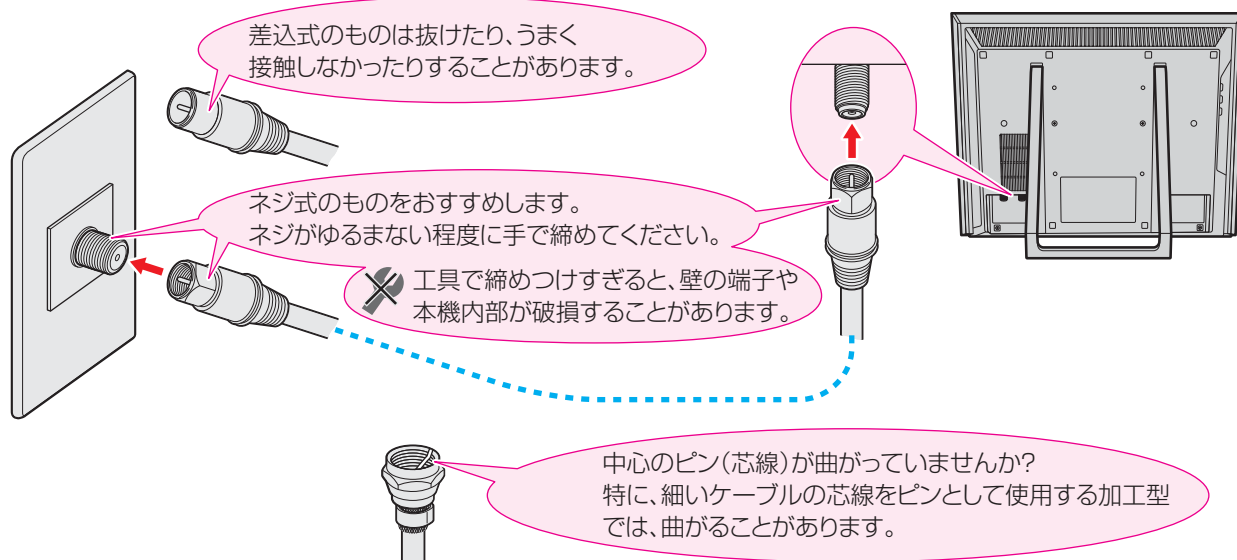 差込式のものは抜けたり、うまく
接触しなかったりすることがあります。
ネジ式のものをおすすめします。
ネジがゆるまない程度に手で締めてください。
工具で締めつけすぎると、壁の端子や
本機内部が破損することがあります。
中心のピン(芯線)が曲がっていませんか?
特に、細いケーブルの芯線をピンとして使用する加工型
では、曲がることがあります。